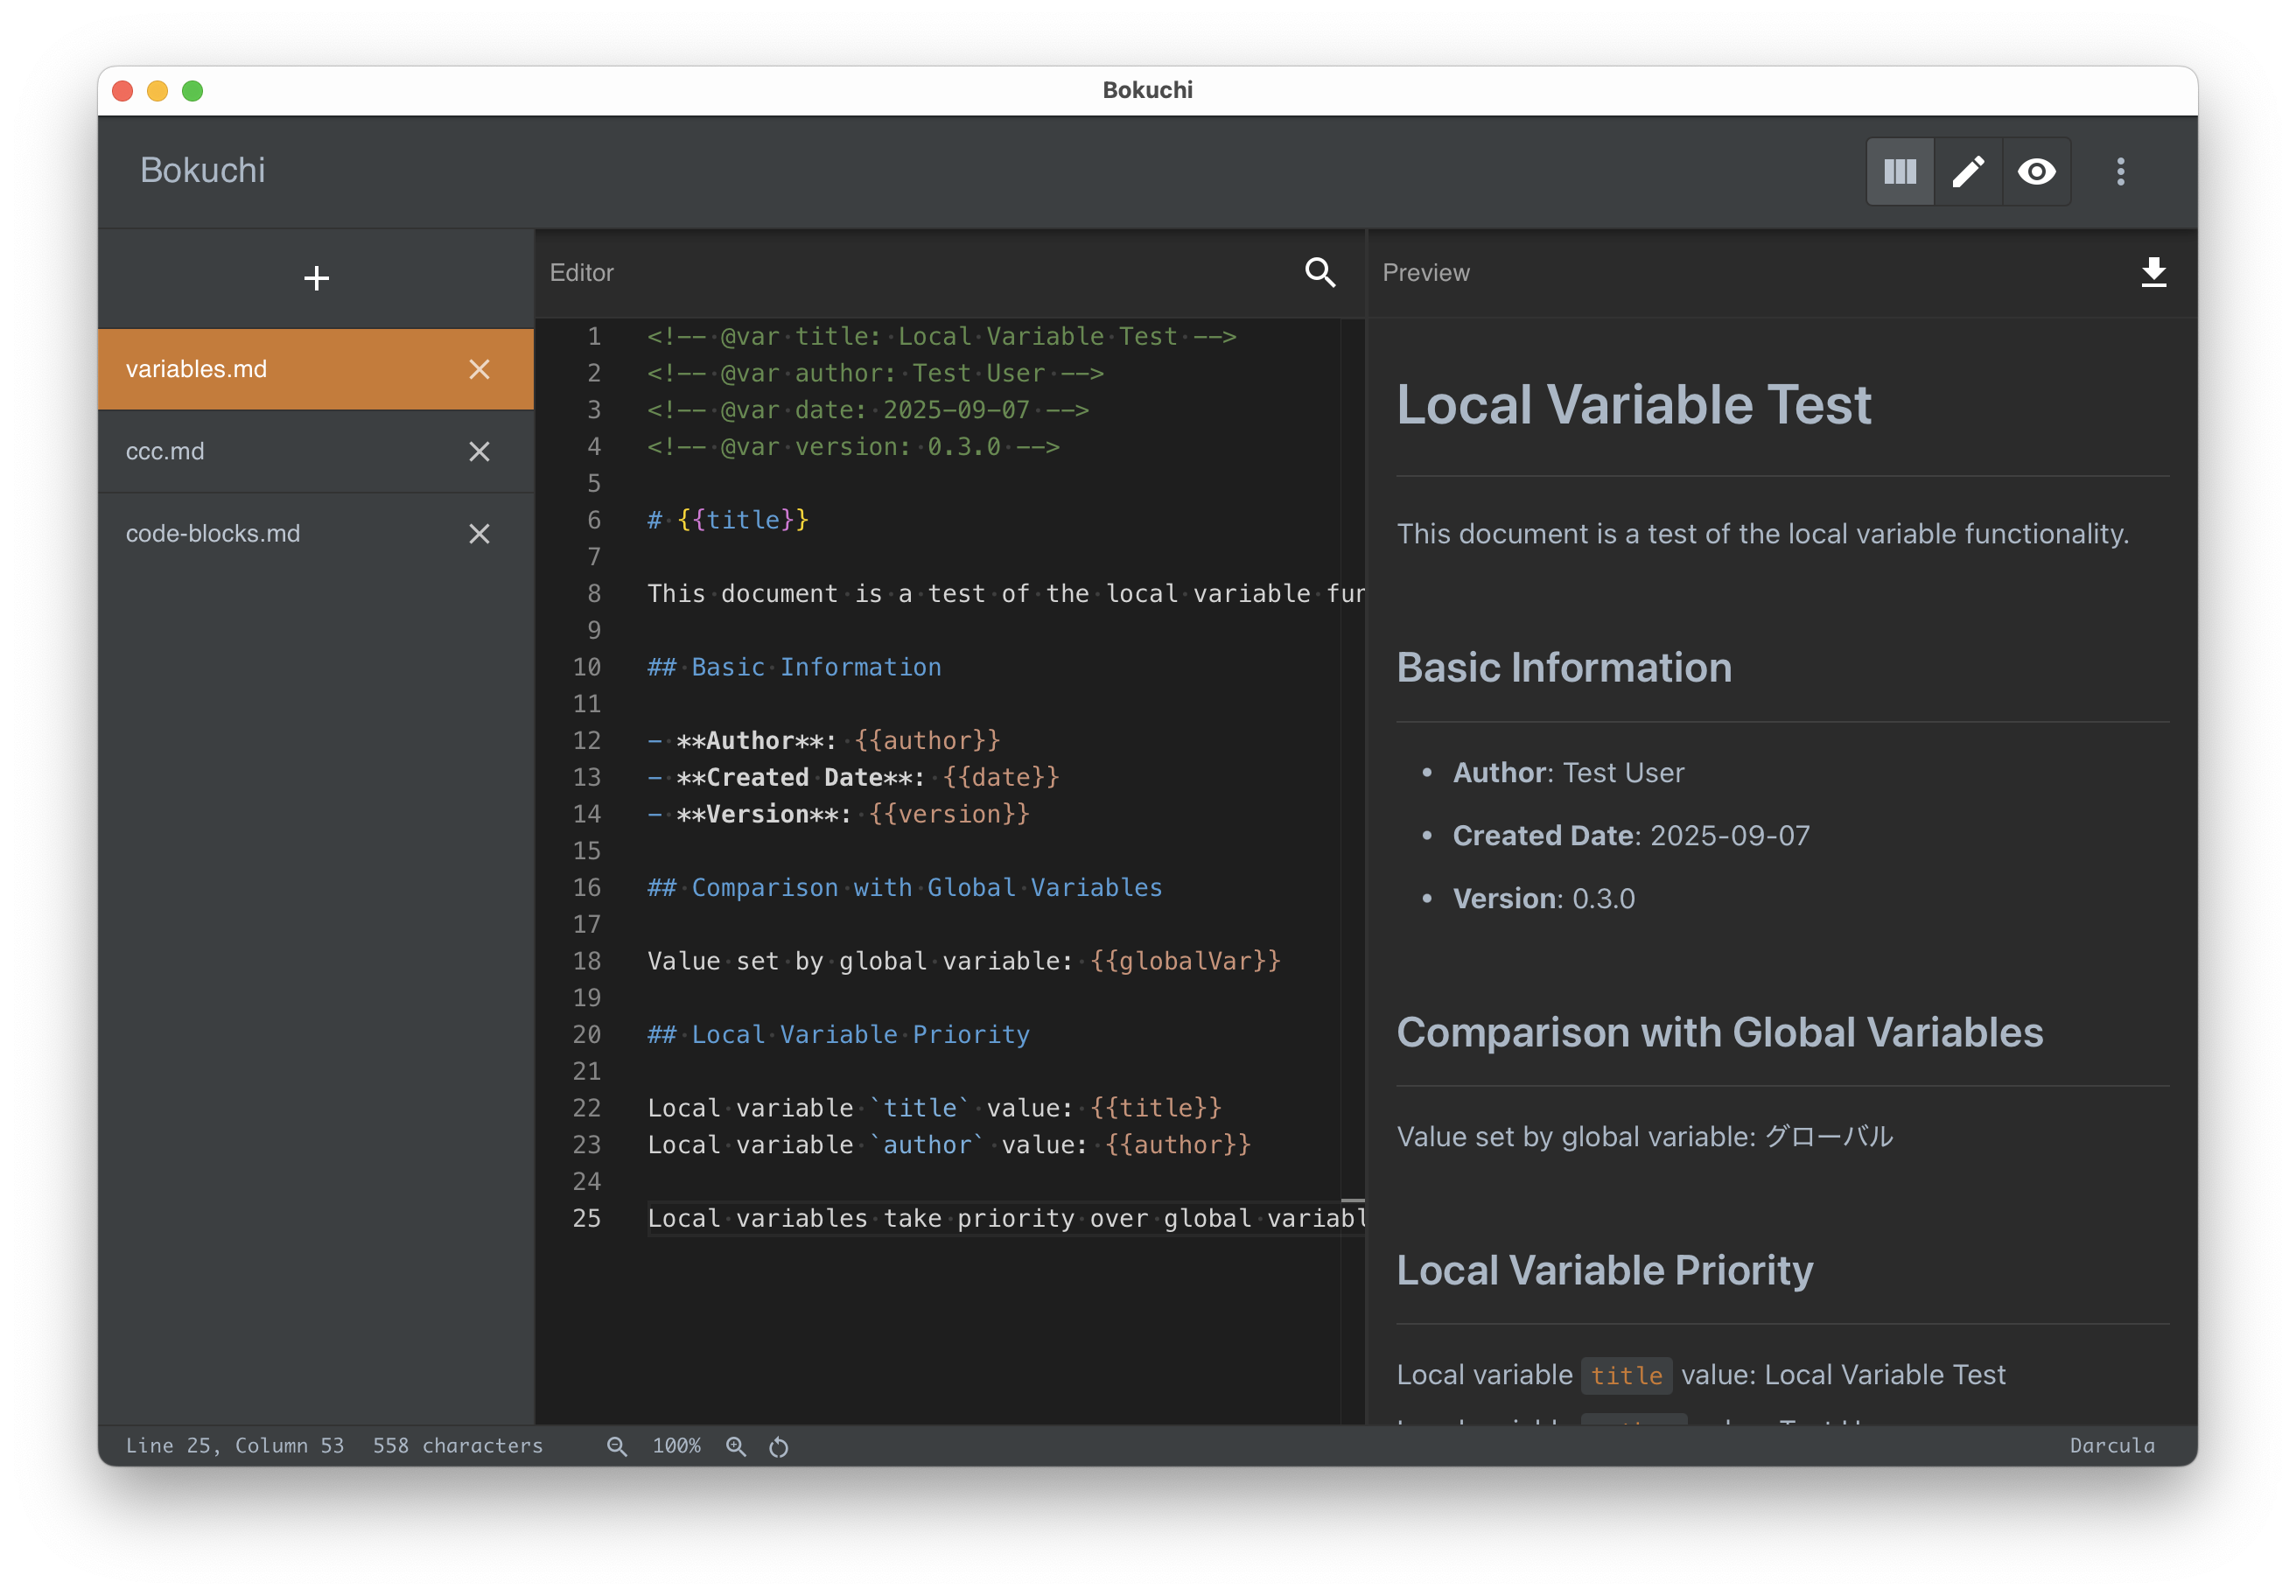 Bokuchi
Bokuchi
variables.md
ccc.md
code-blocks.md
Editor
1 <!-- @var title: Local Variable Test -->
2 <!-- @var author: Test User -->
3 <!-- @var date: 2025-09-07 -->
4 <!-- @var version: 0.3.0 -->
5
6 # {{title}}
7
8 This document is a test of the local variable fun
9
10 ## Basic Information
11
12 - **Author**: {{author}}
13 - **Created Date**: {{date}}
14 - **Version**: {{version}}
15
16 ## Comparison with Global Variables
17
18 Value set by global variable: {{globalVar}}
19
20 ## Local Variable Priority
21
22 Local variable `title` value: {{title}}
23 Local variable `author` value: {{author}}
24
25 Local variables take priority over global variabl
Preview
Local Variable Test
This document is a test of the local variable functionality.
Basic Information
• Author: Test User
• Created Date: 2025-09-07
• Version: 0.3.0
Comparison with Global Variables
Value set by global variable: グローバル
Local Variable Priority
Local variable title value: Local Variable Test
Line 25, Column 53 558 characters 100% Darcula